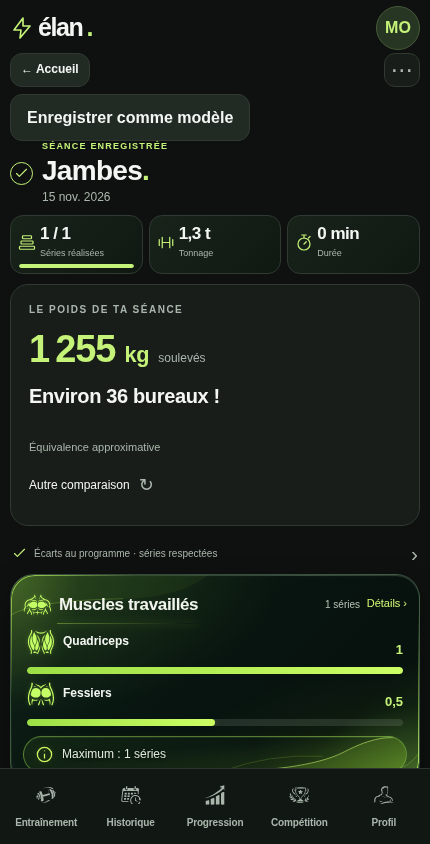 élan.
MO
← Accueil
...
Enregistrer comme modèle
SÉANCE ENREGISTRÉE
Jambes.
15 nov. 2026
1 / 1
Séries réalisées
1,3 t
Tonnage
0 min
Durée
LE POIDS DE TA SÉANCE
1 255 kg soulevés
Environ 36 bureaux !
Équivalence approximative
Autre comparaison ↻
Écarts au programme · séries respectées ›
Muscles travaillés
1 séries Détails ›
Quadriceps
1
Fessiers
0,5
Maximum : 1 séries
Entraînement
Historique
Progression
Compétition
Profil